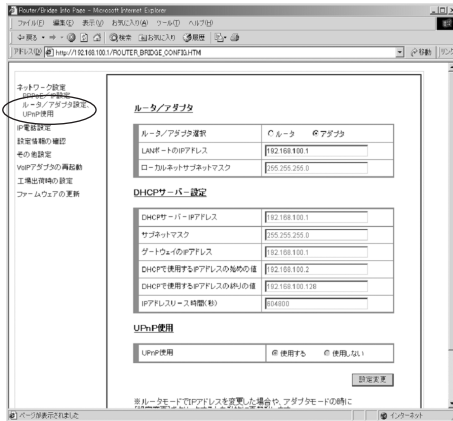 Router/Bridge Info Page - Microsoft Internet Explorer
ファイル(F) 編集(E) 表示(V) お気に入り(A) ツール(T) ヘルプ(H)
戻る 検索 お気に入り 履歴
アドレス(D) http://192.168.100.1/ROUTER_BRIDGE_CONFIG.HTM 移動
ネットワーク設定
PPPoE/IP設定
ルータ/アダプタ設定、
UPnP使用
IP電話設定
設定情報の確認
その他設定
VoIPアダプタの再起動
工場出荷時の設定
ファームウェアの更新
ルータ/アダプタ
ルータ/アダプタ選択 ルータ アダプタ
LANポートのIPアドレス 192.168.100.1
ローカルネットサブネットマスク 255.255.255.0
DHCPサーバー設定
DHCPサーバーIPアドレス 192.168.100.1
サブネットマスク 255.255.255.0
ゲートウェイのIPアドレス 192.168.100.1
DHCPで使用するIPアドレスの始めの値 192.168.100.2
DHCPで使用するIPアドレスの終りの値 192.168.100.128
IPアドレスリース時間(秒) 604800
UPnP使用
UPnP使用 使用する 使用しない
設定変更
※ルータモードでIPアドレスを変更した場合や、アダプタモードの時に
ページが表示されました インターネット